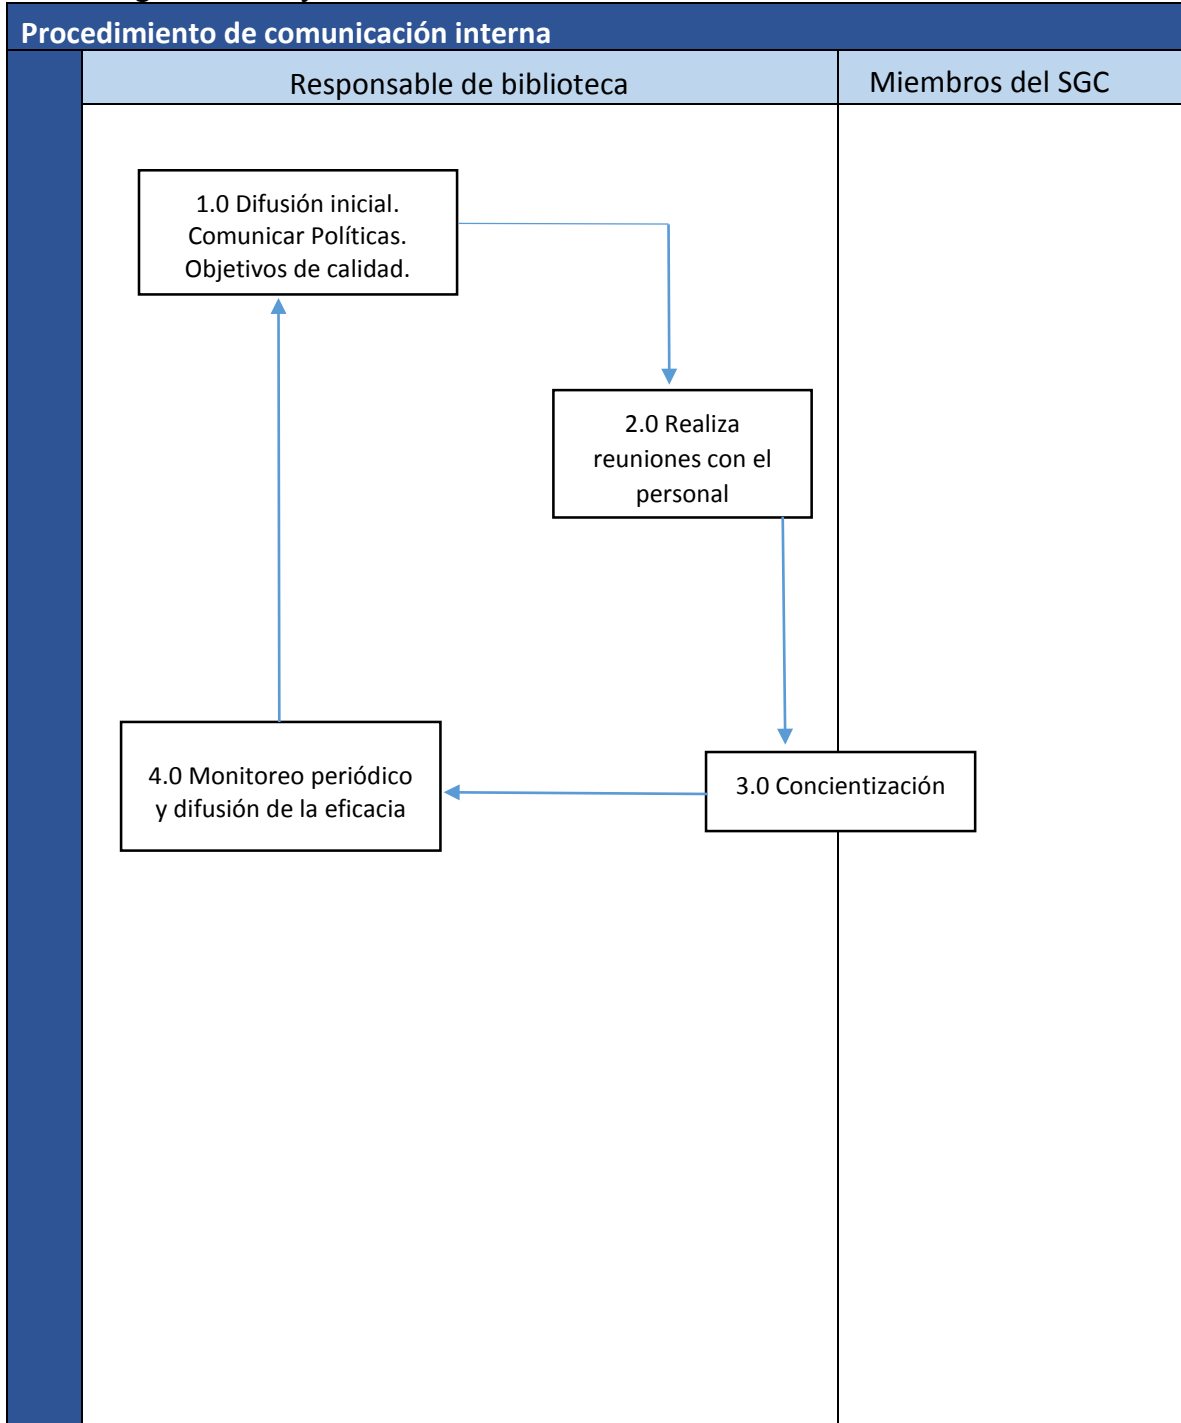 Procedimiento de comunicación interna
Responsable de biblioteca
Miembros del SGC
1.0 Difusión inicial.
Comunicar Políticas.
Objetivos de calidad.
2.0 Realiza
reuniones con el
personal
3.0 Concientización
4.0 Monitoreo periódico
y difusión de la eficacia